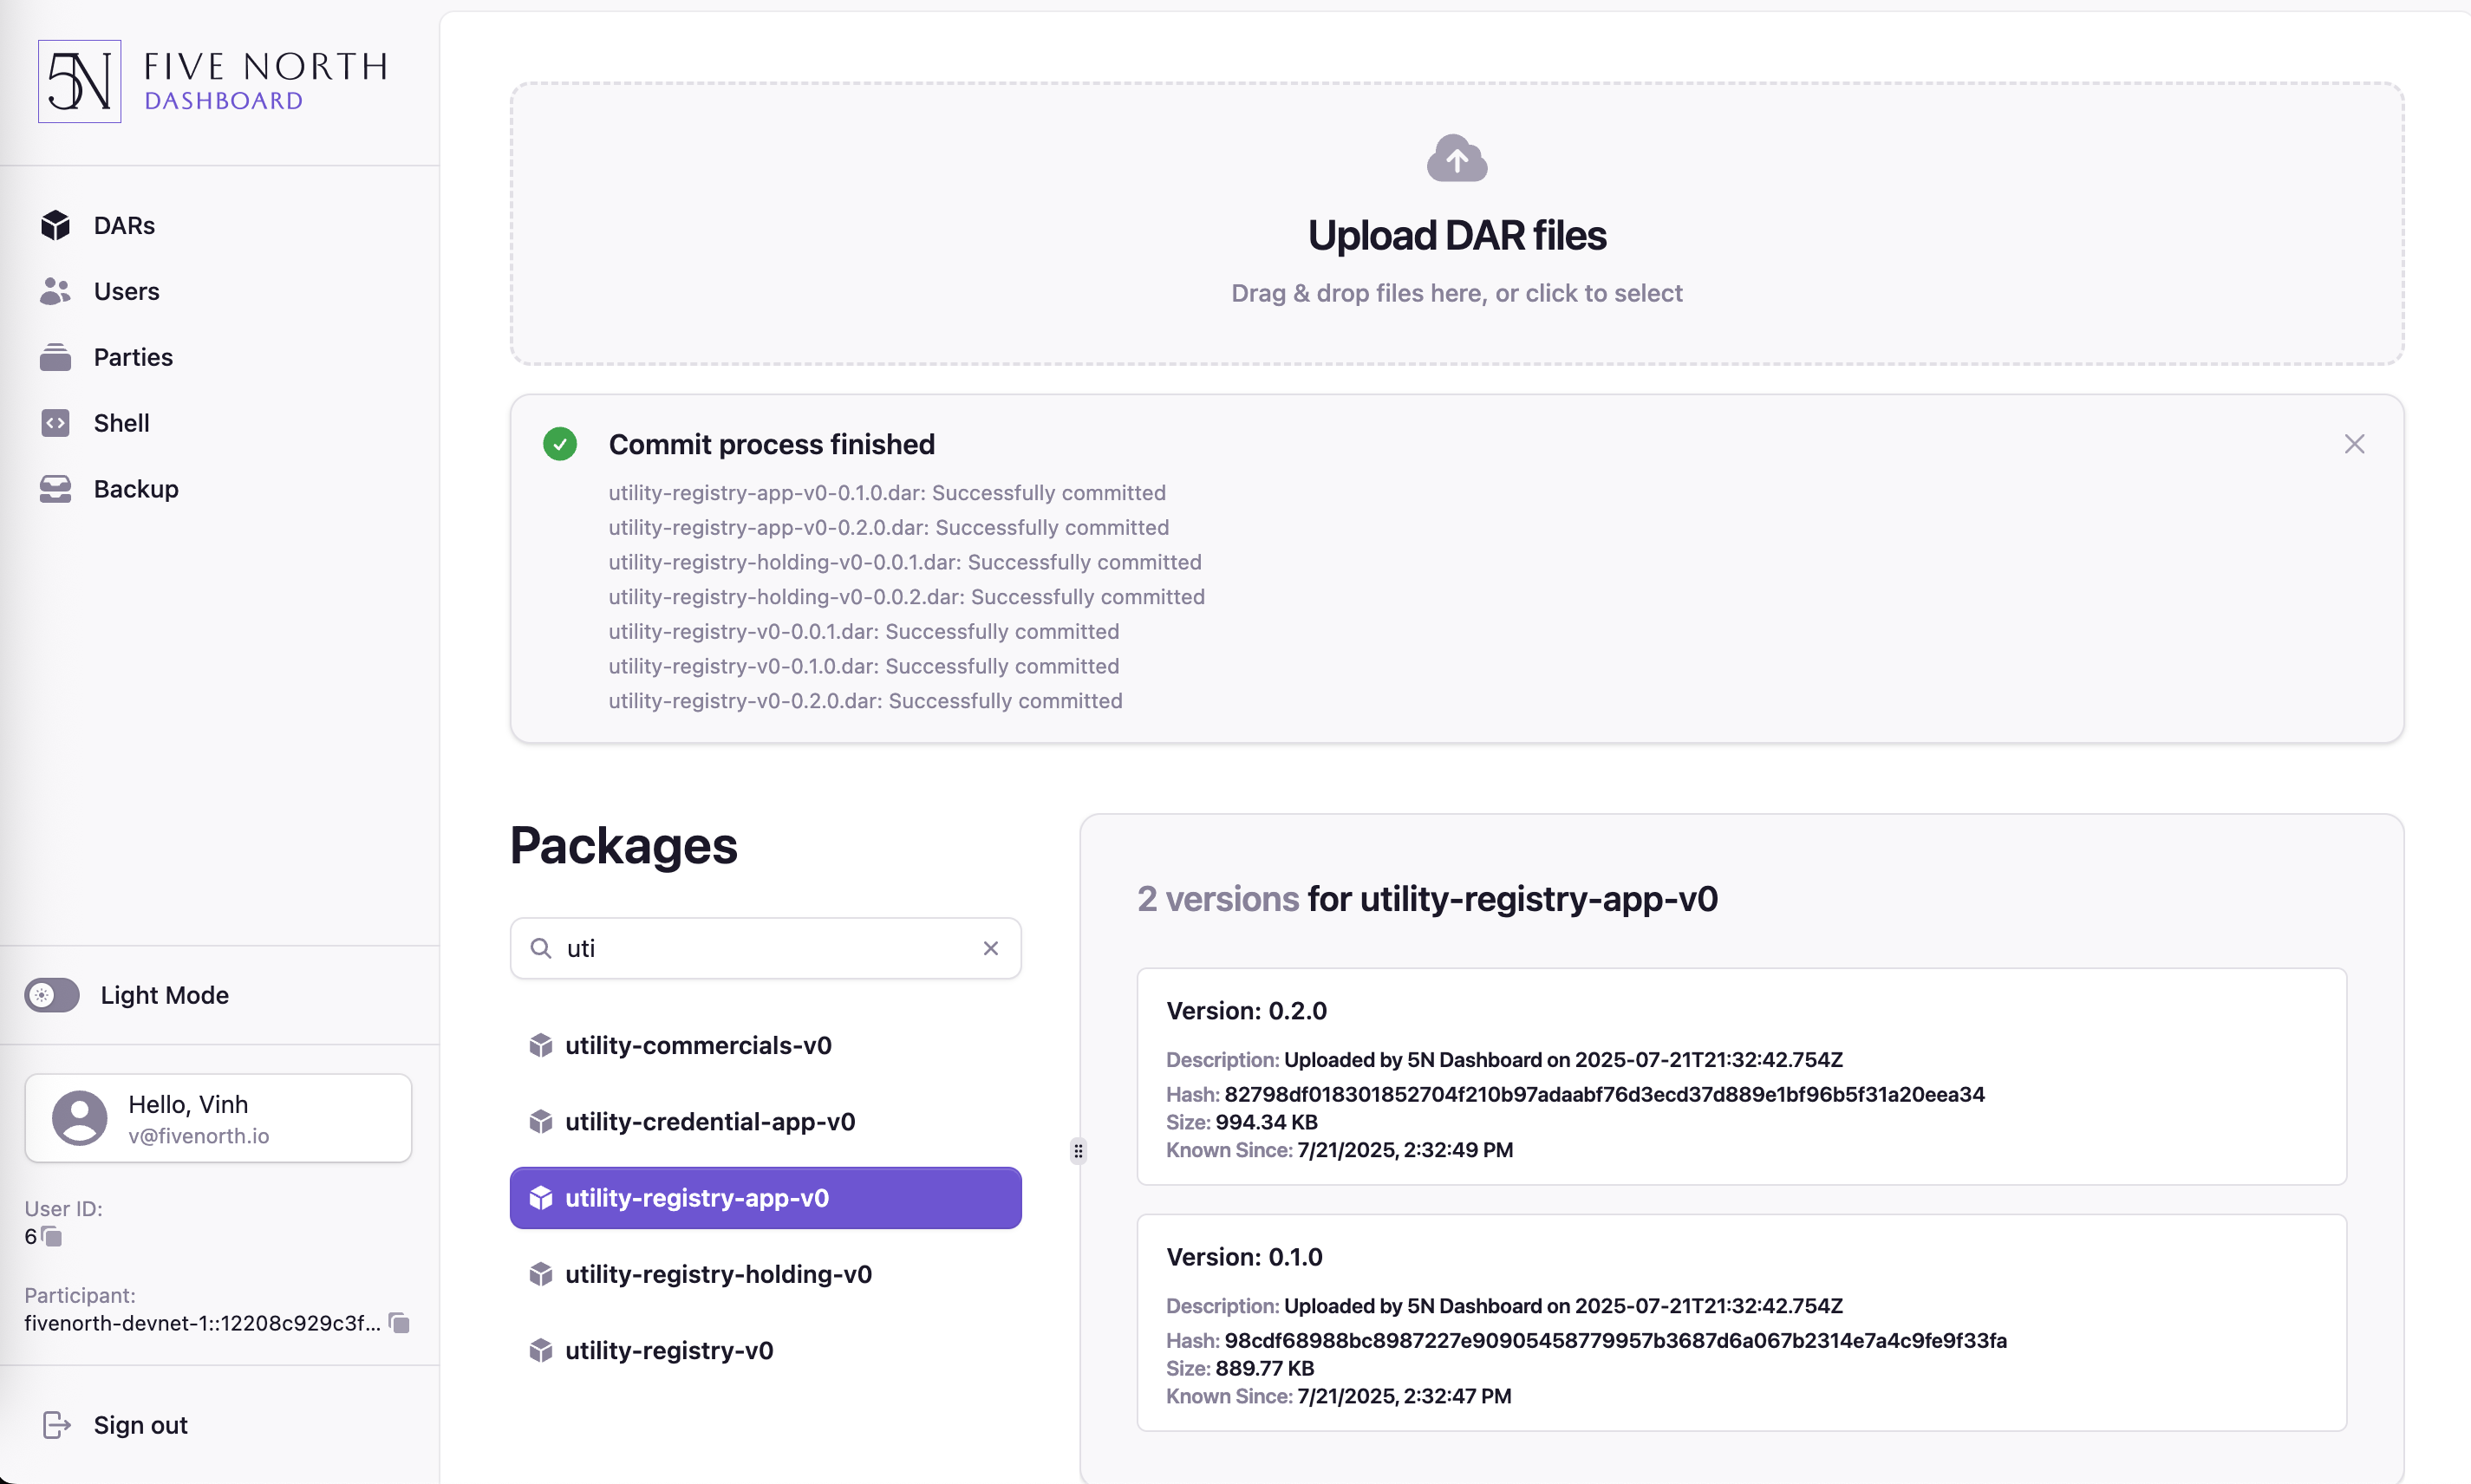 5N FIVE NORTH
DASHBOARD
DARs
Users
Parties
Shell
Backup
Light Mode
Hello, Vinh
v@fivenorth.io
User ID:
6
Participant:
fivenorth-devnet-1::12208c929c3f...
Sign out
Upload DAR files
Drag & drop files here, or click to select
Commit process finished
utility-registry-app-v0-0.1.0.dar: Successfully committed
utility-registry-app-v0-0.2.0.dar: Successfully committed
utility-registry-holding-v0-0.0.1.dar: Successfully committed
utility-registry-holding-v0-0.0.2.dar: Successfully committed
utility-registry-v0-0.0.1.dar: Successfully committed
utility-registry-v0-0.1.0.dar: Successfully committed
utility-registry-v0-0.2.0.dar: Successfully committed
Packages
uti
utility-commercials-v0
utility-credential-app-v0
utility-registry-app-v0
utility-registry-holding-v0
utility-registry-v0
2 versions for utility-registry-app-v0
Version: 0.2.0
Description: Uploaded by 5N Dashboard on 2025-07-21T21:32:42.754Z
Hash: 82798df018301852704f210b97adaabf76d3ecd37d889e1bf96b5f31a20eea34
Size: 994.34 KB
Known Since: 7/21/2025, 2:32:49 PM
Version: 0.1.0
Description: Uploaded by 5N Dashboard on 2025-07-21T21:32:42.754Z
Hash: 98cdf68988bc8987227e90905458779957b3687d6a067b2314e7a4c9fe9f33fa
Size: 889.77 KB
Known Since: 7/21/2025, 2:32:47 PM